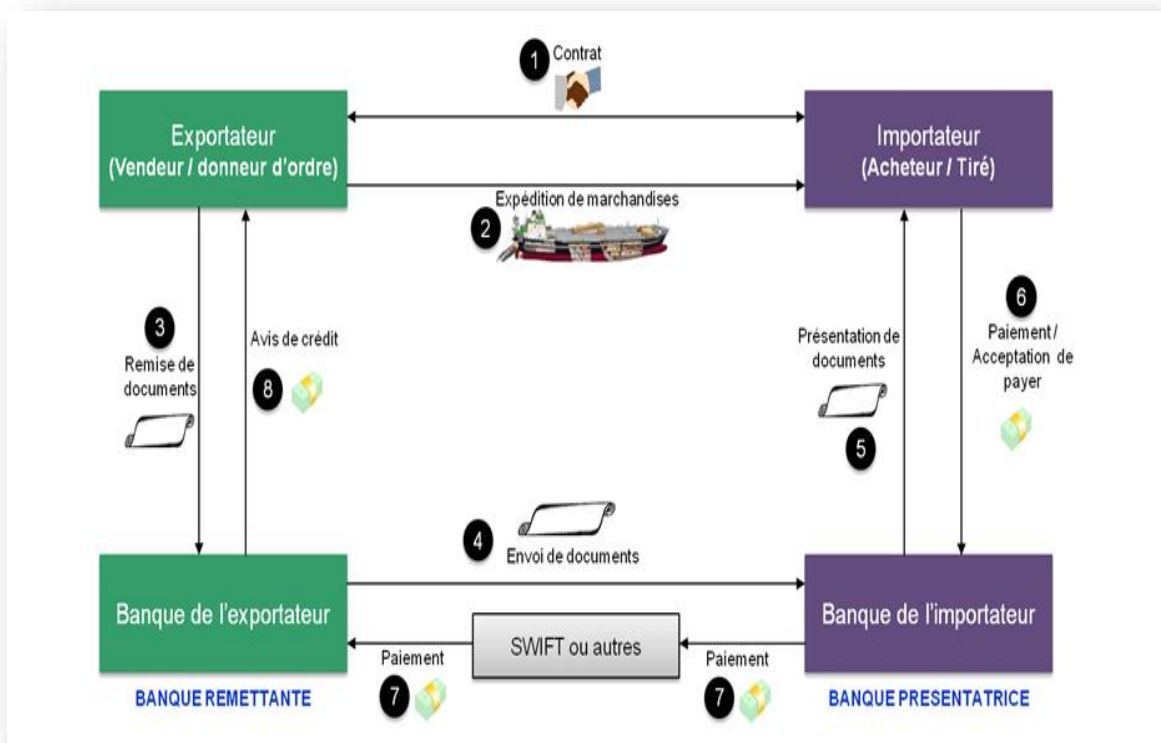 1 Contrat
Exportateur
(Vendeur / donneur d'ordre)
Importateur
(Acheteur / Tiré)
Expédition de marchandises
2
3
Remise de
documents
Avis de crédit
8
Présentation de
documents
5
6
Paiement /
Acceptation de
payer
4
Envoi de documents
Banque de l'exportateur
SWIFT ou autres
Banque de l'importateur
Paiement
7
Paiement
7
BANQUE REMETTANTE
BANQUE PRESENTATRICE